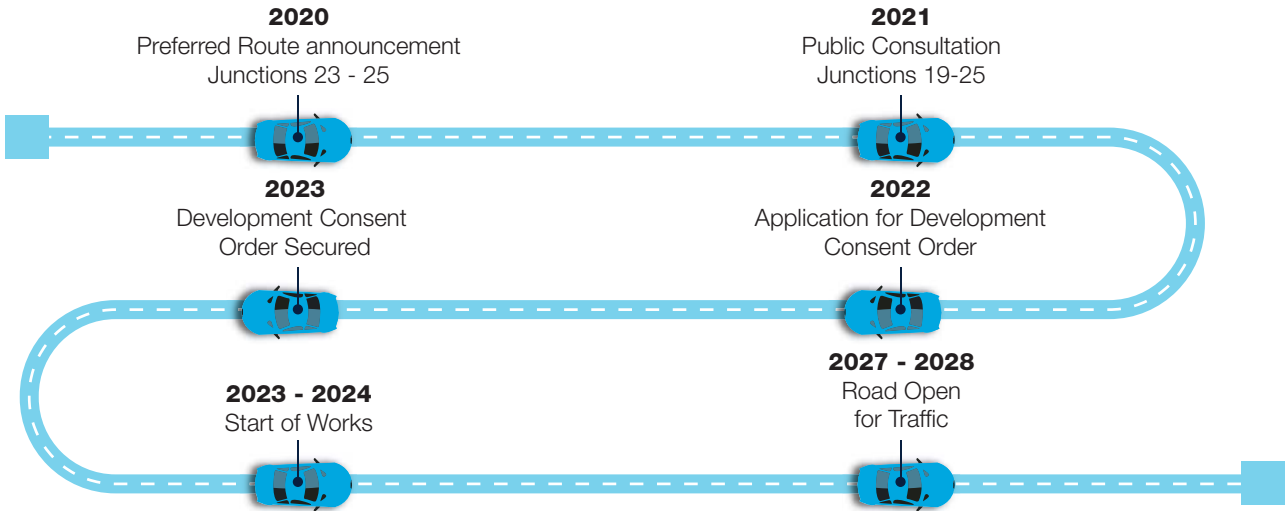 2020
Preferred Route announcement
Junctions 23 - 25
2021
Public Consultation
Junctions 19-25
2022
Application for Development
Consent Order
2023
Development Consent
Order Secured
2023 - 2024
Start of Works
2027 - 2028
Road Open
for Traffic